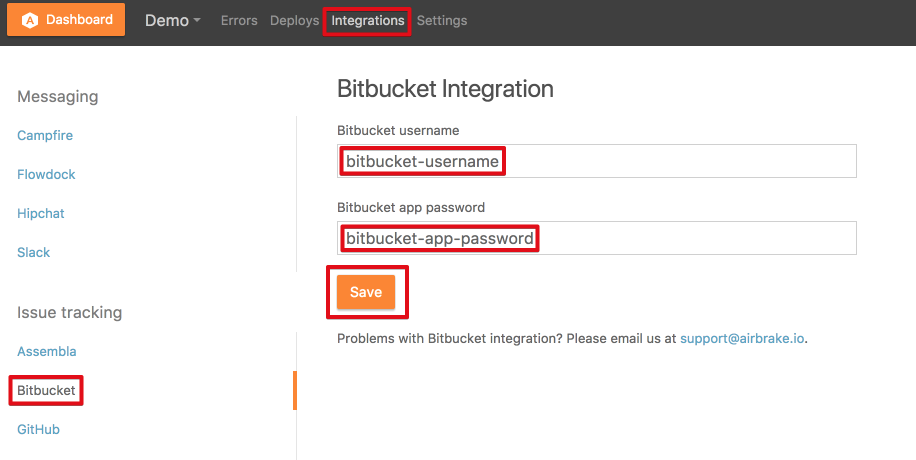 Dashboard Demo Errors Deploys Integrations Settings
Messaging
Campfire
Flowdock
Hipchat
Slack
Issue tracking
Assembla
Bitbucket
GitHub
Bitbucket Integration
Bitbucket username
bitbucket-username
Bitbucket app password
bitbucket-app-password
Save
Problems with Bitbucket integration? Please email us at support@airbrake.io.